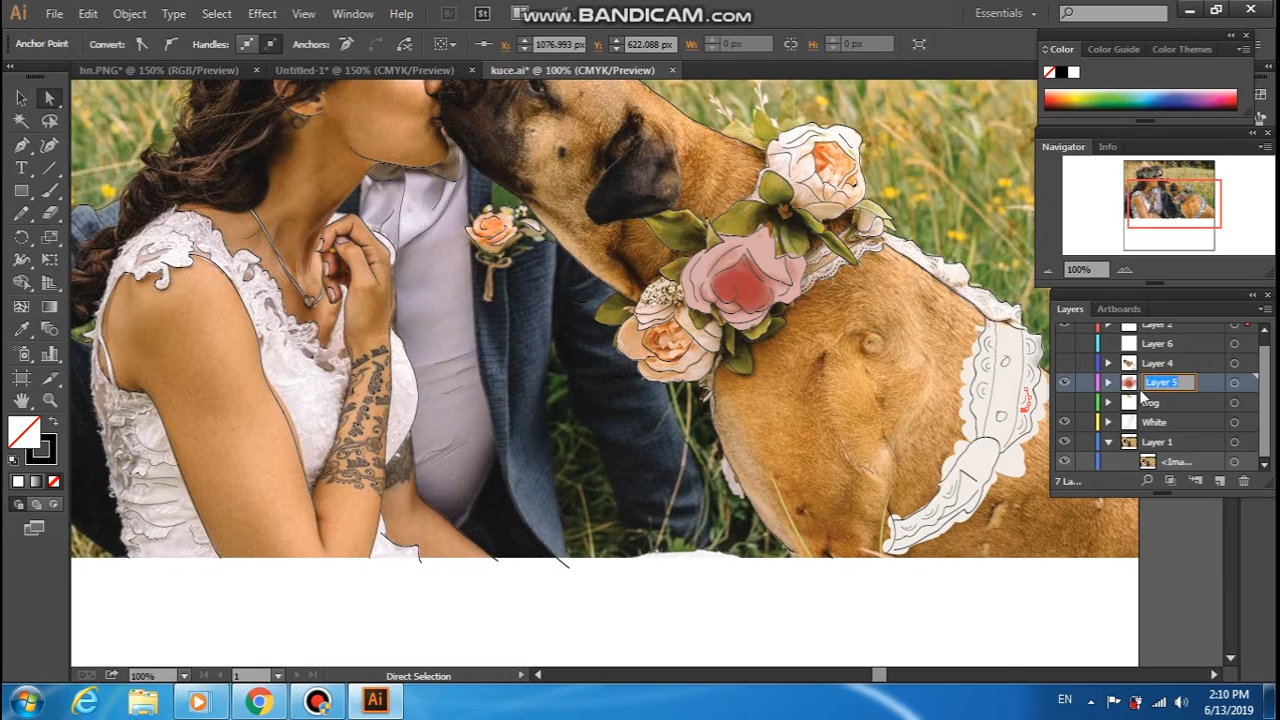 Ai File Edit Object Type Select Effect View Window Help Br St www.BANDICAM.com Essentials
Anchor Point Convert: Handles: Anchors: X: 1076.993 px Y: 622.088 px W: 0 px H: 0 px
hn.PNG* @ 150% (RGB/Preview) × Untitled-1* @ 150% (CMYK/Preview) × kuce.ai* @ 100% (CMYK/Preview) ×
Color Color Guide Color Themes
Navigator Info
100%
Layers Artboards
Layer 2
Layer 6
Layer 4
Layer 5
White
Layer 1
<Ima...
7 La...
100% 1 Direct Selection
EN 2:10 PM
6/13/2019